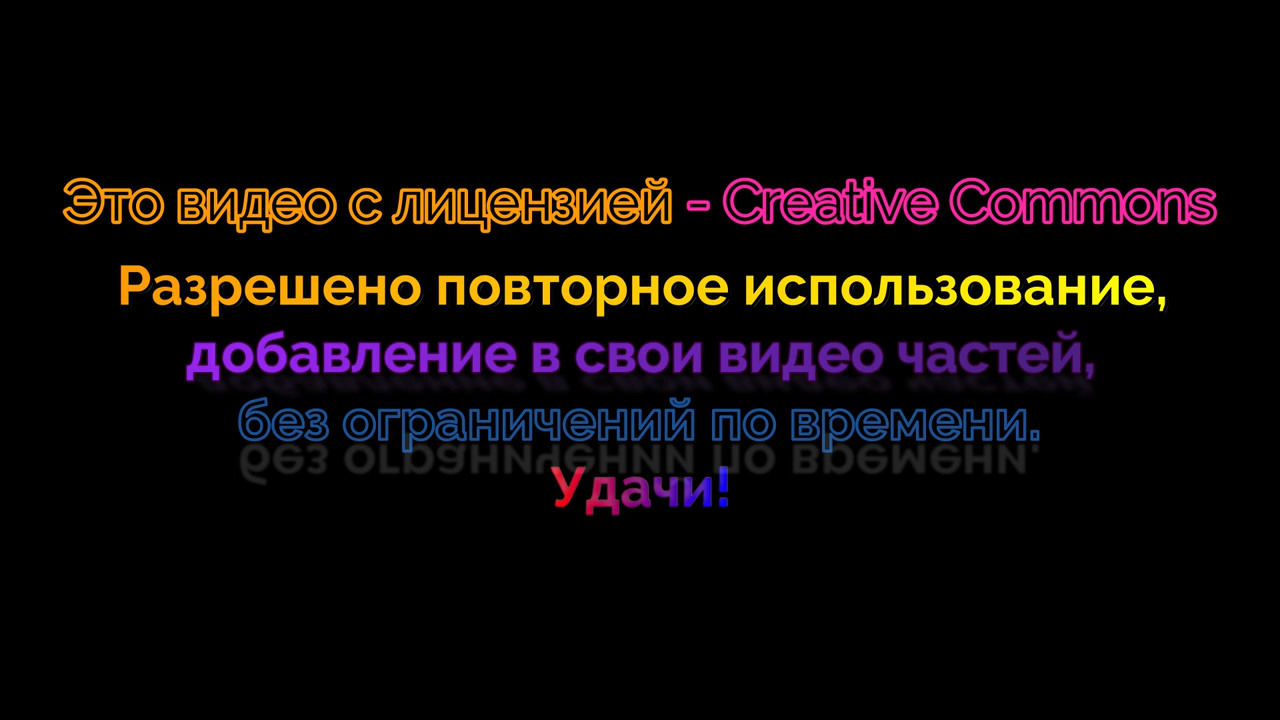 Это видео с лицензией - Creative Commons
Разрешено повторное использование,
добавление в свои видео частей,
без ограничений по времени.
Удачи!